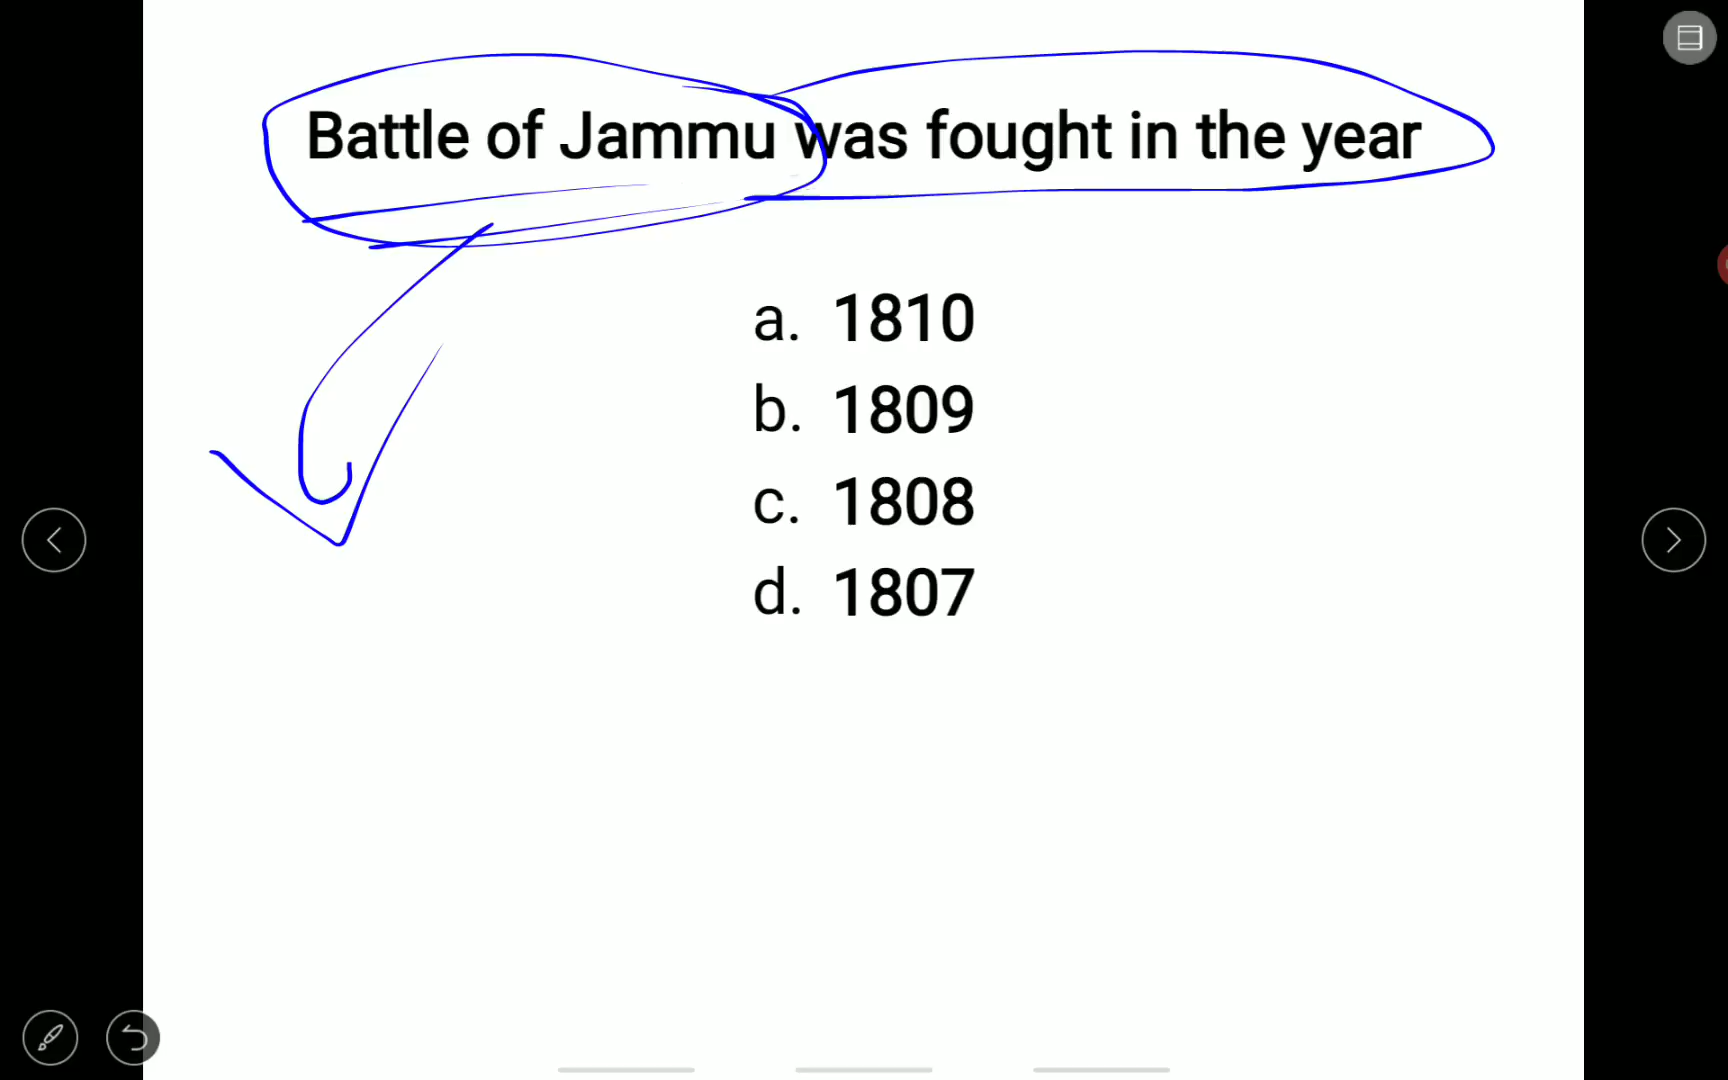 Battle of Jammu was fought in the year
a. 1810
b. 1809
c. 1808
d. 1807